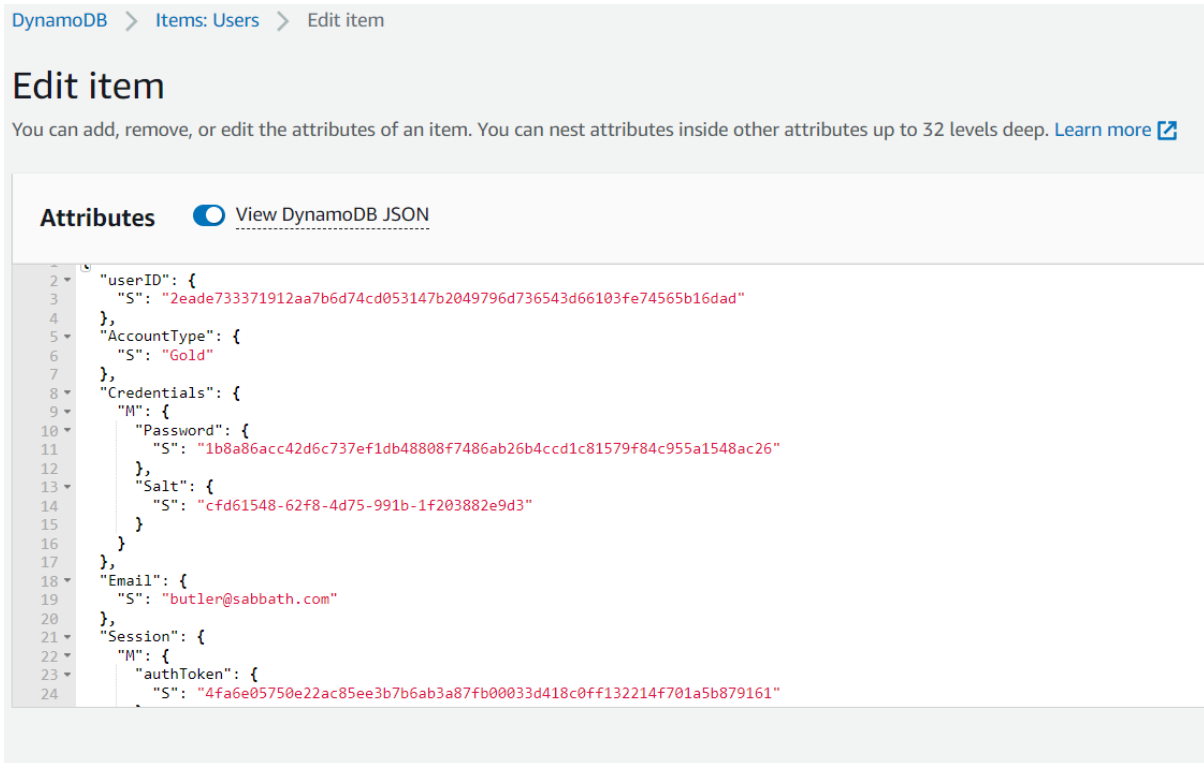 DynamoDB > Items: Users > Edit item
Edit item
You can add, remove, or edit the attributes of an item. You can nest attributes inside other attributes up to 32 levels deep. Learn more
Attributes View DynamoDB JSON
2 "userID": {
3 "S": "2eade733371912aa7b6d74cd053147b2049796d736543d66103fe74565b16dad"
4 },
5 "AccountType": {
6 "S": "Gold"
7 },
8 "Credentials": {
9 "M": {
10 "Password": {
11 "S": "1b8a86acc42d6c737ef1db48808f7486ab26b4ccd1c81579f84c955a1548ac26"
12 },
13 "Salt": {
14 "S": "cfd61548-62f8-4d75-991b-1f203882e9d3"
15 }
16 }
17 },
18 "Email": {
19 "S": "butler@sabbath.com"
20 },
21 "Session": {
22 "M": {
23 "authToken": {
24 "S": "4fa6e05750e22ac85ee3b7b6ab3a87fb00033d418c0ff132214f701a5b879161"